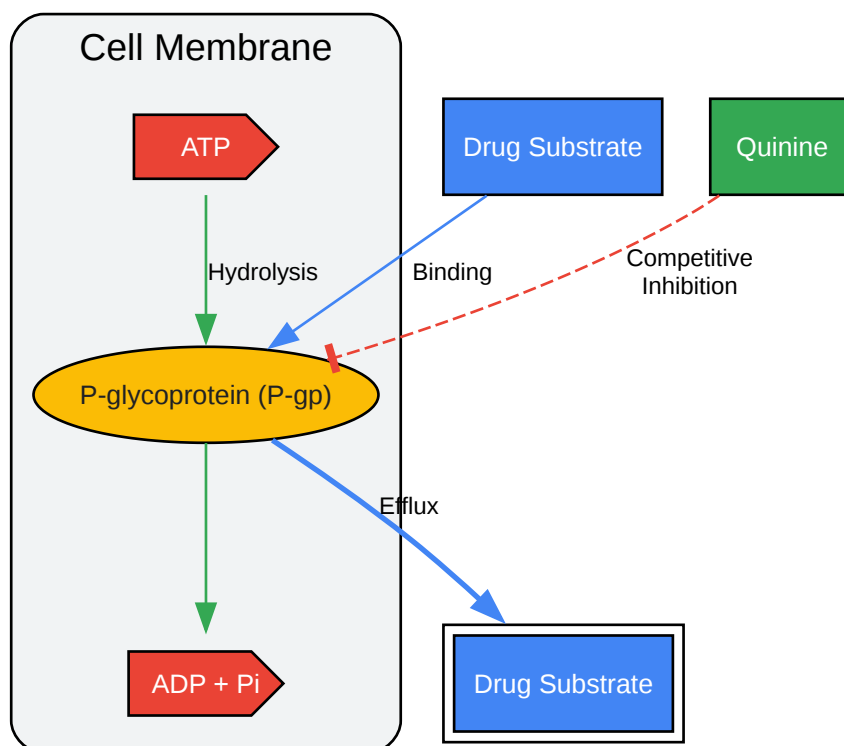 Cell Membrane
ATP
Drug Substrate
Quinine
Hydrolysis
Binding
Competitive
Inhibition
P-glycoprotein (P-gp)
Efflux
ADP + Pi
Drug Substrate